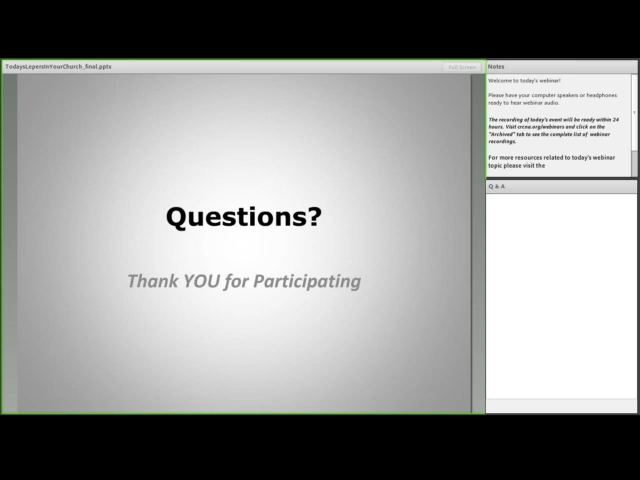 TodaysLepersInYourChurch_final.pptx
Full Screen
Questions?
Thank YOU for Participating
Notes
Welcome to today's webinar!
Please have your computer speakers or headphones
ready to hear webinar audio.
The recording of today's event will be ready within 24
hours. Visit crcna.org/webinars and click on the
"Archived" tab to see the complete list of webinar
recordings.
For more resources related to today's webinar
topic please visit the
Q & A